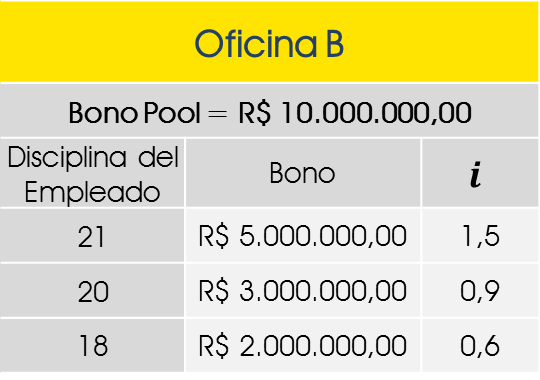 Oficina B
Bono Pool = R$ 10.000.000,00
Disciplina del
Empleado
Bono
i
21
R$ 5.000.000,00
1,5
20
R$ 3.000.000,00
0,9
18
R$ 2.000.000,00
0,6